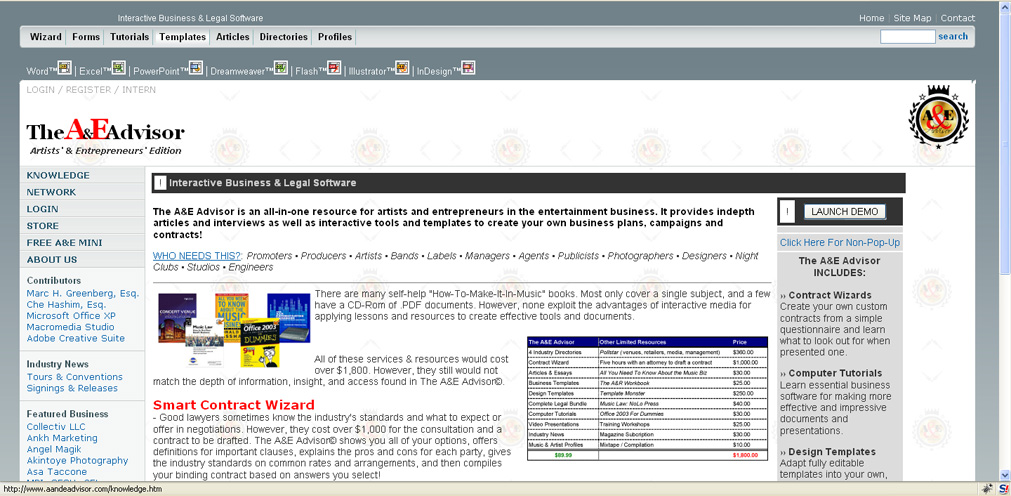 Interactive Business & Legal Software
Home | Site Map | Contact
Wizard | Forms | Tutorials | Templates | Articles | Directories | Profiles
search
Word™ | Excel™ | PowerPoint™ | Dreamweaver™ | Flash™ | Illustrator™ | InDesign™
LOGIN / REGISTER / INTERN
The A&E Advisor
Artists' & Entrepreneurs' Edition
A&E
KNOWLEDGE
NETWORK
LOGIN
STORE
FREE A&E MINI
ABOUT US
Contributors
Marc H. Greenberg, Esq.
Che Hashim, Esq.
Microsoft Office XP
Macromedia Studio
Adobe Creative Suite
Industry News
Tours & Conventions
Signings & Releases
Featured Business
Collectiv LLC
Ankh Marketing
Angel Magik
Akintoye Photography
Asa Taccone
! Interactive Business & Legal Software
The A&E Advisor is an all-in-one resource for artists and entrepreneurs in the entertainment business. It provides indepth
articles and interviews as well as interactive tools and templates to create your own business plans, campaigns and
contracts!
WHO NEEDS THIS?: Promoters • Producers • Artists • Bands • Labels • Managers • Agents • Publicists • Photographers • Designers • Night
Clubs • Studios • Engineers
CONCERT VENUE
Music Law
ALL YOU NEED TO KNOW ABOUT THE MUSIC BUSINESS
Office 2003
DUMMIES
There are many self-help "How-To-Make-It-In-Music" books. Most only cover a single subject, and a few
have a CD-Rom of PDF documents. However, none exploit the advantages of interactive media for
applying lessons and resources to create effective tools and documents.
All of these services & resources would cost
over $1,800. However, they still would not
match the depth of information, insight, and access found in The A&E Advisor©.
Smart Contract Wizard
- Good lawyers sometimes know the industry's standards and what to expect or
offer in negotiations. However, they cost over $1,000 for the consultation and a
contract to be drafted. The A&E Advisor© shows you all of your options, offers
definitions for important clauses, explains the pros and cons for each party, gives
the industry standards on common rates and arrangements, and then compiles
your binding contract based on answers you select!
The A&E Advisor Other Limited Resources Price
4 Industry Directories Pollstar (venues, retailers, media, management) $360.00
Contract Wizard Five hours with an attorney to draft a contract $1,000.00
Articles & Essays All You Need To Know About the Music Biz $30.00
Business Templates The A&R Workbook $25.00
Design Templates Template Monster $250.00
Complete Legal Bundle Music Law: NoLo Press $40.00
Computer Tutorials Office 2003 For Dummies $30.00
Video Presentations Training Workshops $25.00
Industry News Magazine Subscription $30.00
Music & Artist Profiles Mixtape / Compilation $10.00
$89.99 $1,800.00
! LAUNCH DEMO
Click Here For Non-Pop-Up
The A&E Advisor
INCLUDES:
›› Contract Wizards
Create your own custom
contracts from a simple
questionnaire and learn
what to look out for when
presented one.
›› Computer Tutorials
Learn essential business
software for making more
effective and impressive
documents and
presentations.
›› Design Templates
Adapt fully editable
templates into your own,
http://www.aandeadvisor.com/knowledge.htm